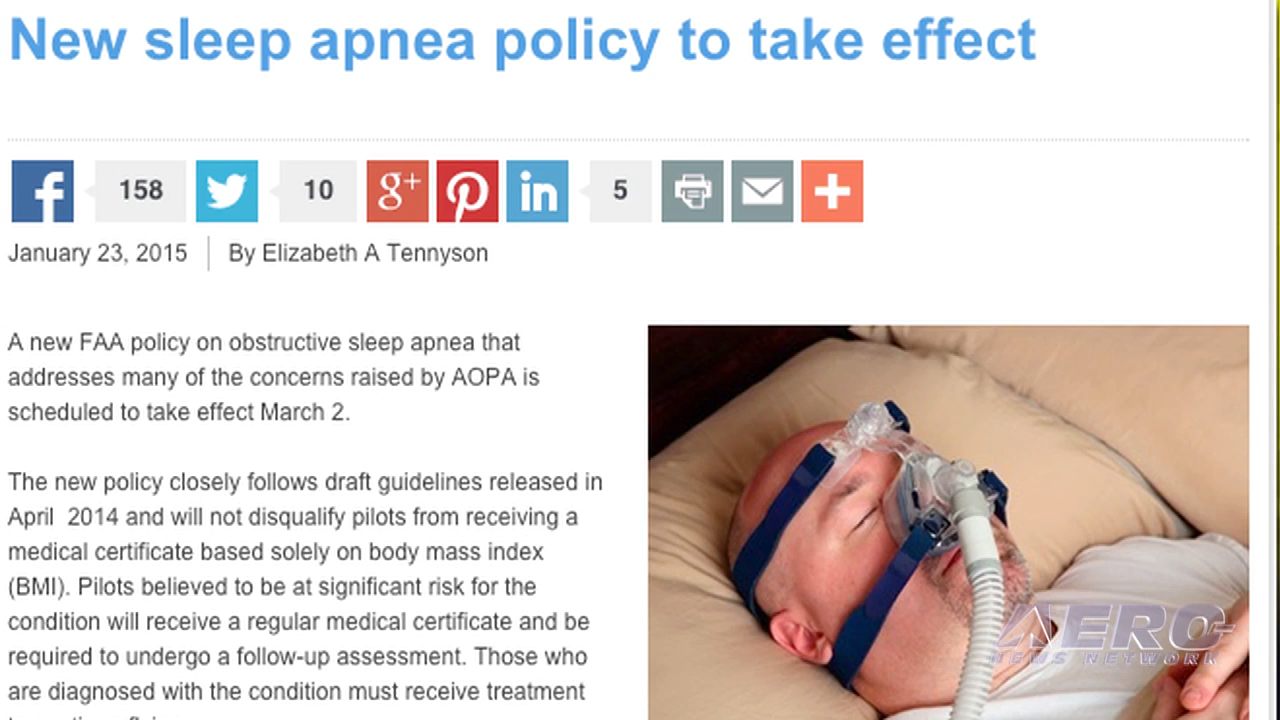 New sleep apnea policy to take effect
158
10
g+
in
5
January 23, 2015
By Elizabeth A Tennyson
A new FAA policy on obstructive sleep apnea that
addresses many of the concerns raised by AOPA is
scheduled to take effect March 2.
The new policy closely follows draft guidelines released in
April 2014 and will not disqualify pilots from receiving a
medical certificate based solely on body mass index
(BMI). Pilots believed to be at significant risk for the
condition will receive a regular medical certificate and be
required to undergo a follow-up assessment. Those who
are diagnosed with the condition must receive treatment
AERO-
NEWS NETWORK